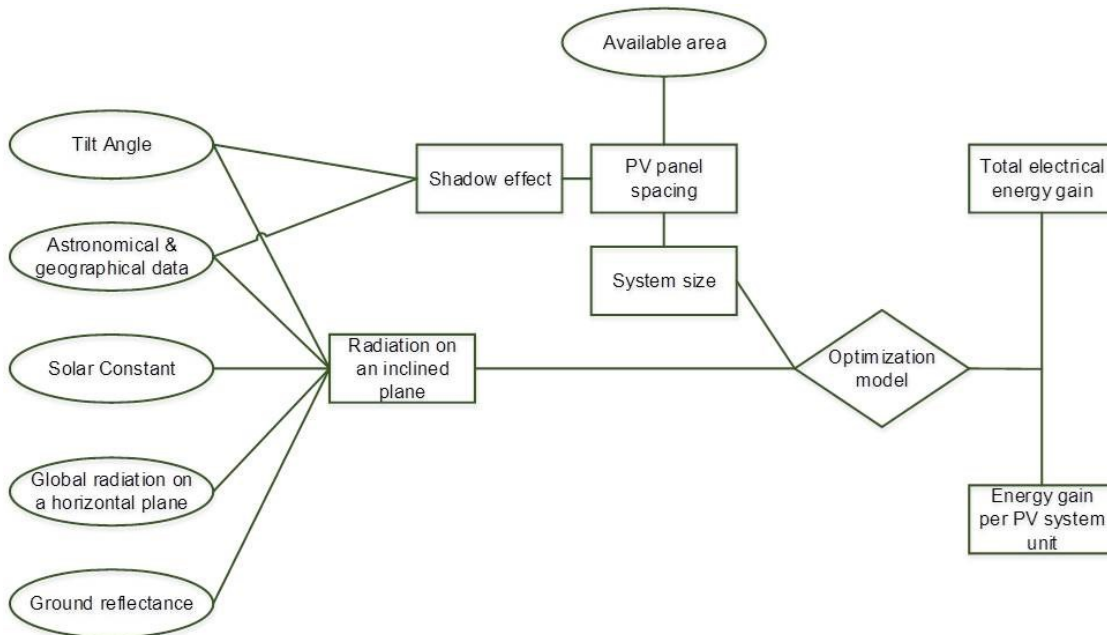 Available area
Tilt Angle
Shadow effect
PV panel
spacing
Total electrical
energy gain
Astronomical &
geographical data
System size
Solar Constant
Radiation on
an inclined
plane
Optimization
model
Global radiation on
a horizontal plane
Energy gain
per PV system
unit
Ground reflectance